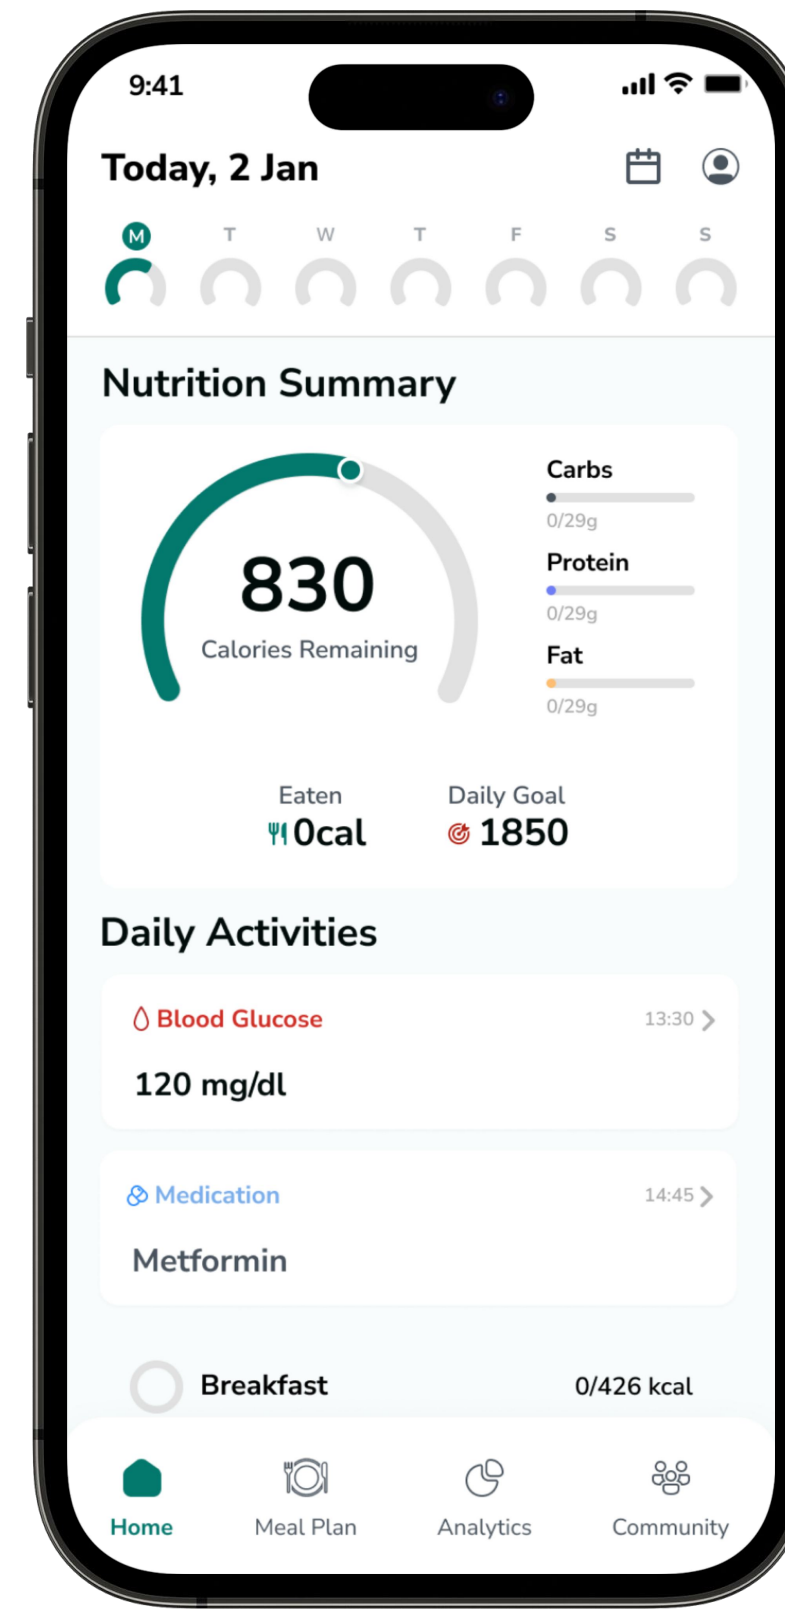 9:41
Today, 2 Jan
M T W T F S S
Nutrition Summary
830
Calories Remaining
Carbs
0/29g
Protein
0/29g
Fat
0/29g
Eaten
0cal
Daily Goal
1850
Daily Activities
Blood Glucose 13:30
120 mg/dl
Medication 14:45
Metformin
Breakfast 0/426 kcal
Home Meal Plan Analytics Community